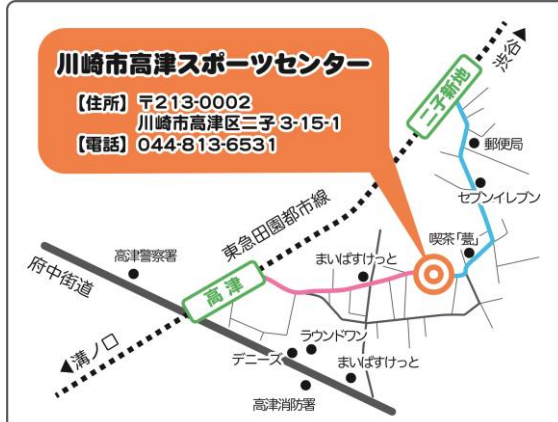 川崎市高津スポーツセンター
【住所】 〒213-0002
川崎市高津区二子3-15-1
【電話】 044-813-6531
渋谷▶
二子新地
郵便局
セブンイレブン
喫茶「甍」
東急田園都市線
まいばすけっと
高津警察署
府中街道
高津
ラウンドワン
デニーズ
まいばすけっと
◀溝ノ口
高津消防署